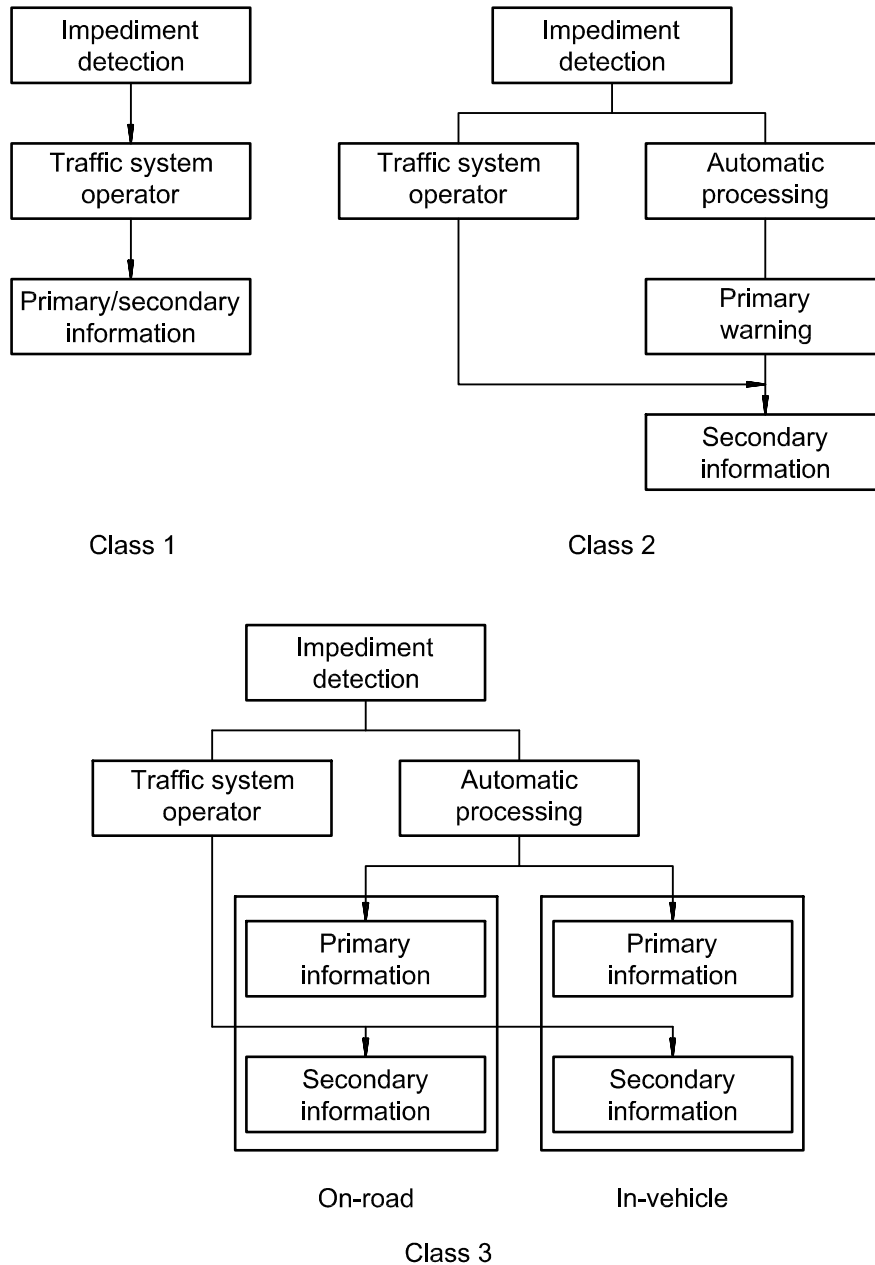 Impediment
detection
Traffic system
operator
Primary/secondary
information
Class 1
Impediment
detection
Traffic system
operator
Automatic
processing
Primary
warning
Secondary
information
Class 2
Impediment
detection
Traffic system
operator
Automatic
processing
Primary
information
Primary
information
Secondary
information
Secondary
information
On-road
In-vehicle
Class 3